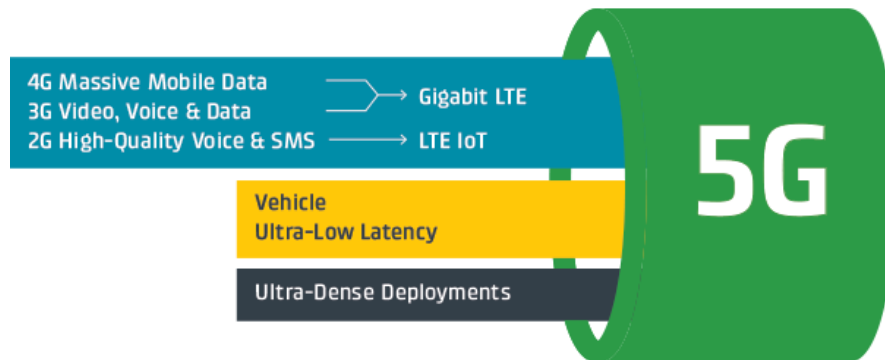 4G Massive Mobile Data
3G Video, Voice & Data
Gigabit LTE
2G High-Quality Voice & SMS
LTE IoT
Vehicle
Ultra-Low Latency
Ultra-Dense Deployments
5G